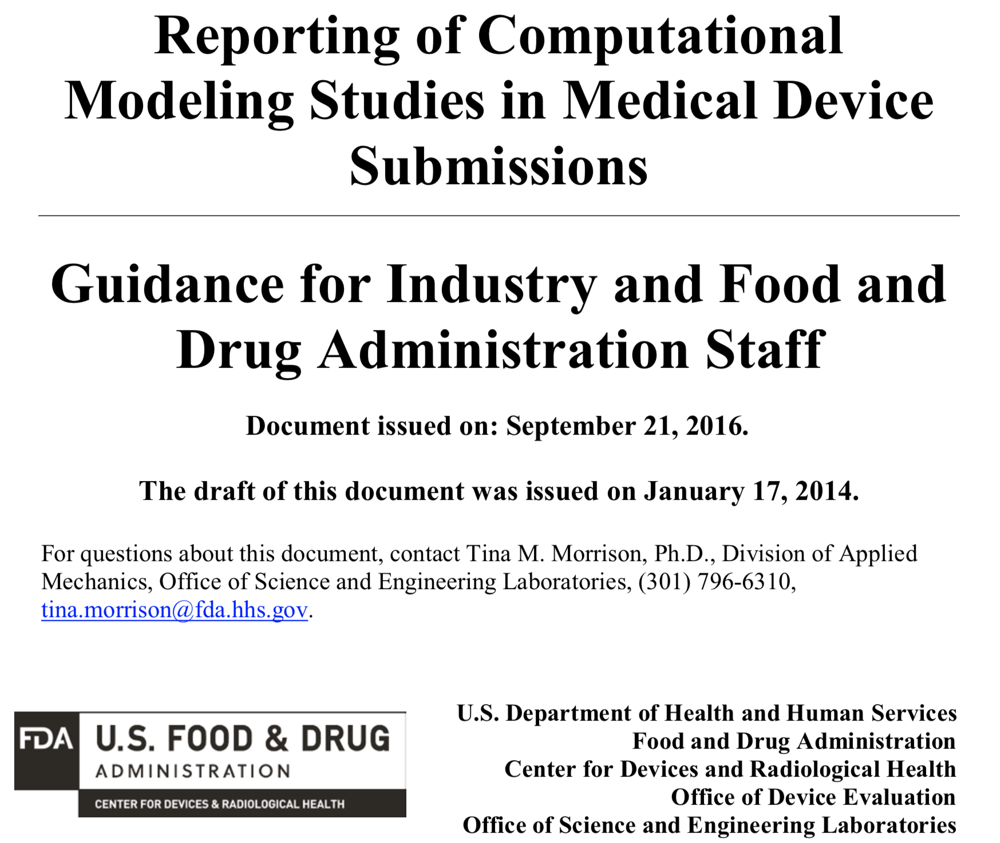 Reporting of Computational
Modeling Studies in Medical Device
Submissions
Guidance for Industry and Food and
Drug Administration Staff
Document issued on: September 21, 2016.
The draft of this document was issued on January 17, 2014.
For questions about this document, contact Tina M. Morrison, Ph.D., Division of Applied
Mechanics, Office of Science and Engineering Laboratories, (301) 796-6310,
tina.morrison@fda.hhs.gov.
FDA
U.S. FOOD & DRUG
ADMINISTRATION
CENTER FOR DEVICES & RADIOLOGICAL HEALTH
U.S. Department of Health and Human Services
Food and Drug Administration
Center for Devices and Radiological Health
Office of Device Evaluation
Office of Science and Engineering Laboratories